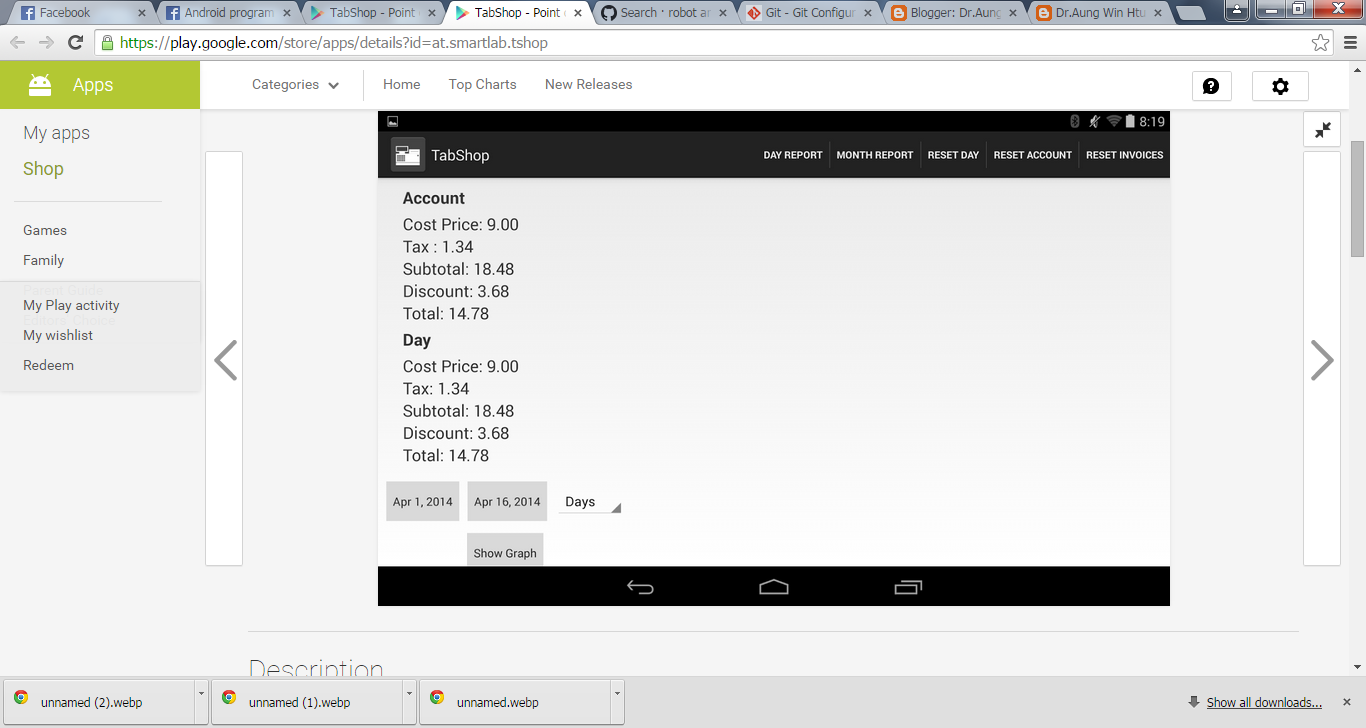 Facebook
Android program
TabShop - Point
TabShop - Point
Search · robot ar
Git - Git Configur
Blogger: Dr.Aung
Dr.Aung Win Htu
https://play.google.com/store/apps/details?id=at.smartlab.tshop
Apps
Categories
Home
Top Charts
New Releases
My apps
Shop
Games
Family
Parent Guide
My Play activity
My wishlist
Redeem
8:19
TabShop
DAY REPORT
MONTH REPORT
RESET DAY
RESET ACCOUNT
RESET INVOICES
Account
Cost Price: 9.00
Tax : 1.34
Subtotal: 18.48
Discount: 3.68
Total: 14.78
Day
Cost Price: 9.00
Tax: 1.34
Subtotal: 18.48
Discount: 3.68
Total: 14.78
Apr 1, 2014
Apr 16, 2014
Days
Show Graph
Description
unnamed (2).webp
unnamed (1).webp
unnamed.webp
Show all downloads...